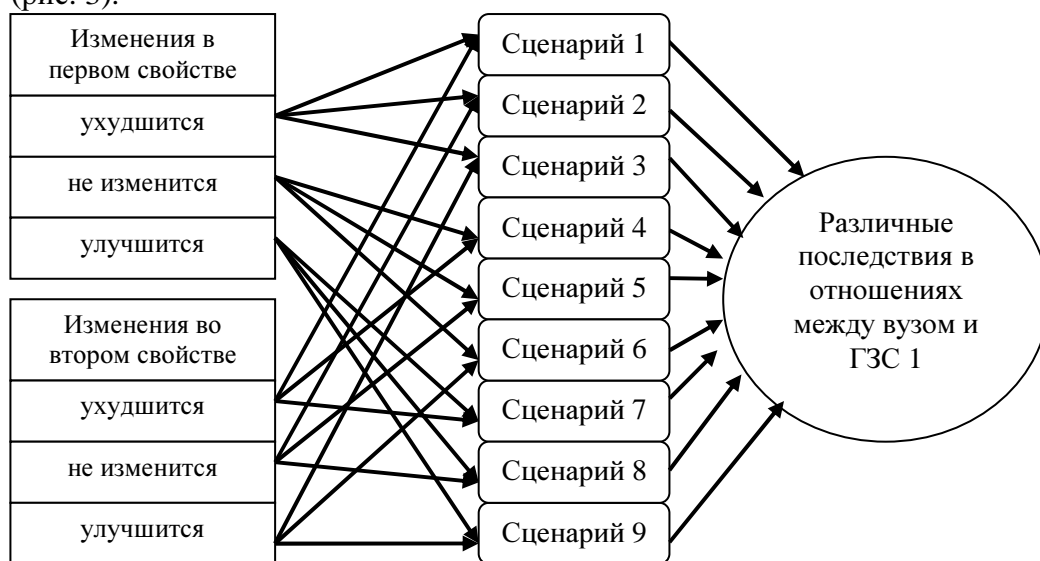 (рис. 3).
Изменения в
первом свойстве
ухудшится
не изменится
улучшится
Изменения во
втором свойстве
ухудшится
не изменится
улучшится
Сценарий 1
Сценарий 2
Сценарий 3
Сценарий 4
Сценарий 5
Сценарий 6
Сценарий 7
Сценарий 8
Сценарий 9
Различные
последствия в
отношениях
между вузом и
ГЗС 1